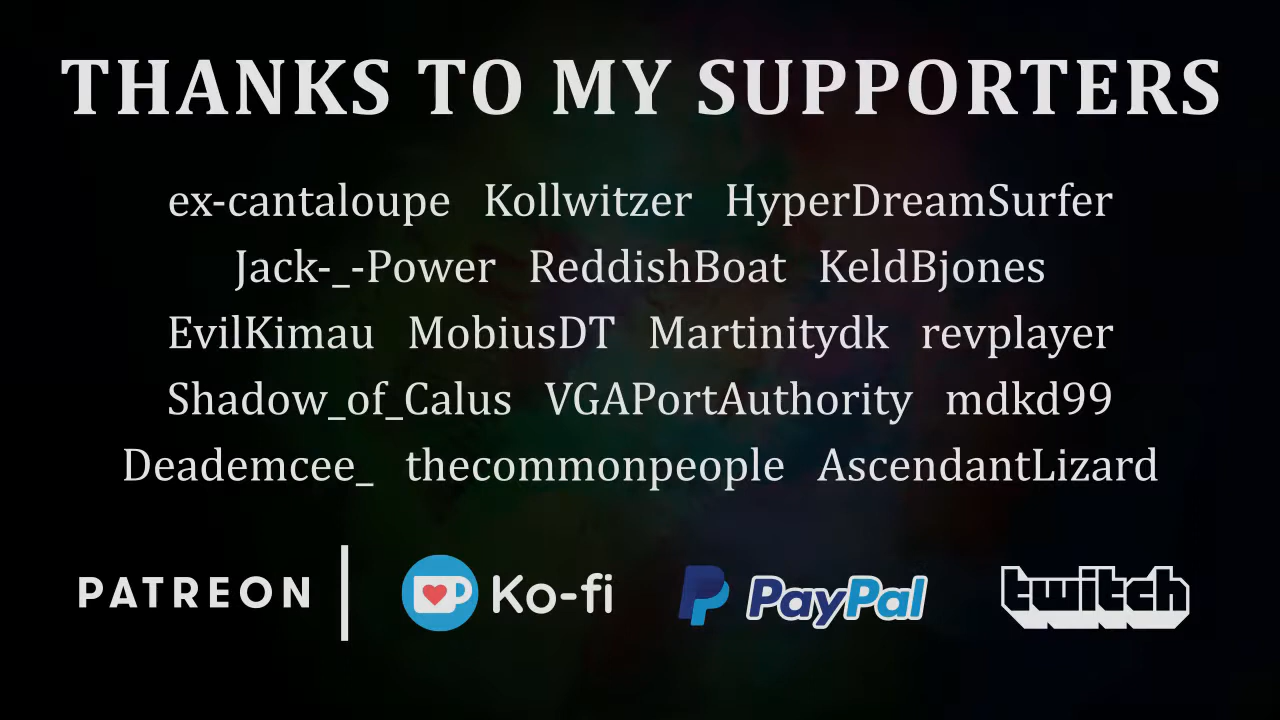 THANKS TO MY SUPPORTERS
ex-cantaloupe Kollwitzer HyperDreamSurfer
Jack-_-Power ReddishBoat KeldBjones
EvilKimau MobiusDT Martinitydk revplayer
Shadow_of_Calus VGAPortAuthority mdkd99
Deademcee_ thecommonpeople AscendantLizard
PATREON Ko-fi PayPal twitch